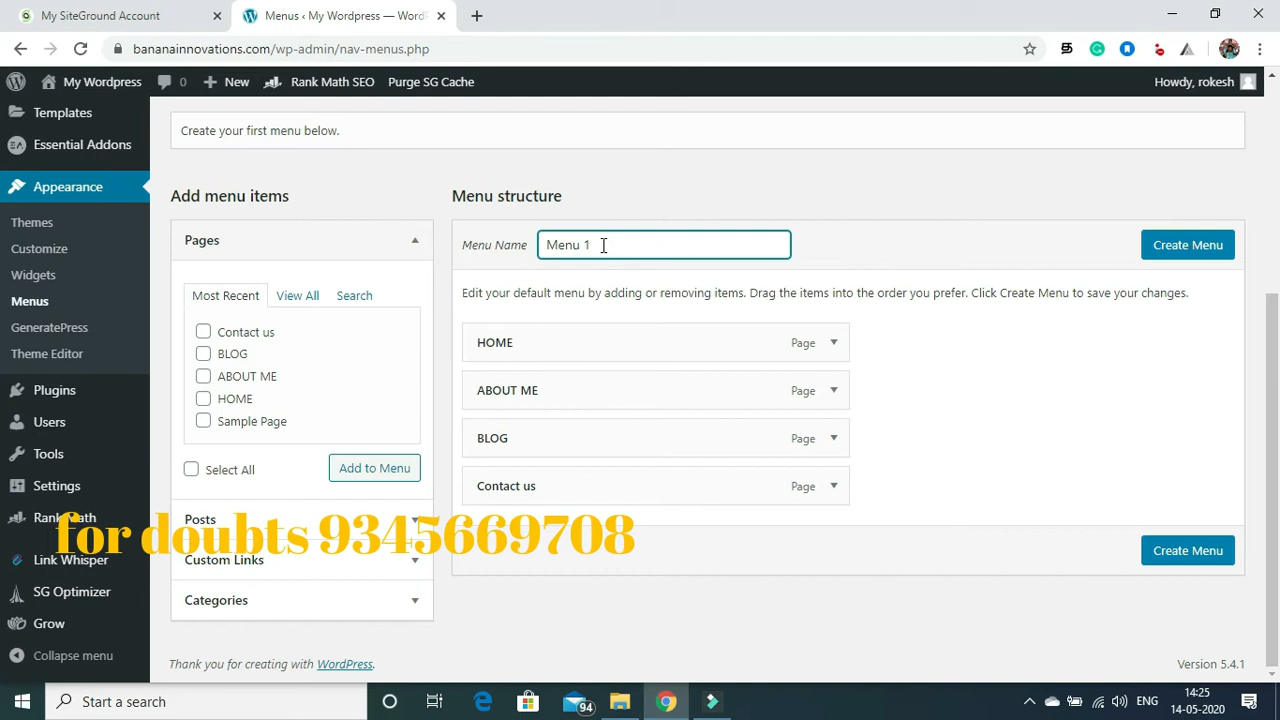 My SiteGround Account
Menus ‹ My Wordpress — WordP
bananainnovations.com/wp-admin/nav-menus.php
My Wordpress
0
New
Rank Math SEO
Purge SG Cache
Howdy, rokesh
Templates
Essential Addons
Appearance
Themes
Customize
Widgets
Menus
GeneratePress
Theme Editor
Plugins
Users
Tools
Settings
Rank Math
Link Whisper
SG Optimizer
Grow
Collapse menu
Create your first menu below.
Add menu items
Pages
Most Recent
View All
Search
Contact us
BLOG
ABOUT ME
HOME
Sample Page
Select All
Add to Menu
Posts
Custom Links
Categories
Menu structure
Menu Name
Menu 1
Create Menu
Edit your default menu by adding or removing items. Drag the items into the order you prefer. Click Create Menu to save your changes.
HOME Page
ABOUT ME Page
BLOG Page
Contact us Page
Create Menu
for doubts 9345669708
Thank you for creating with WordPress.
Version 5.4.1
Start a search
94
ENG
14:25
14-05-2020